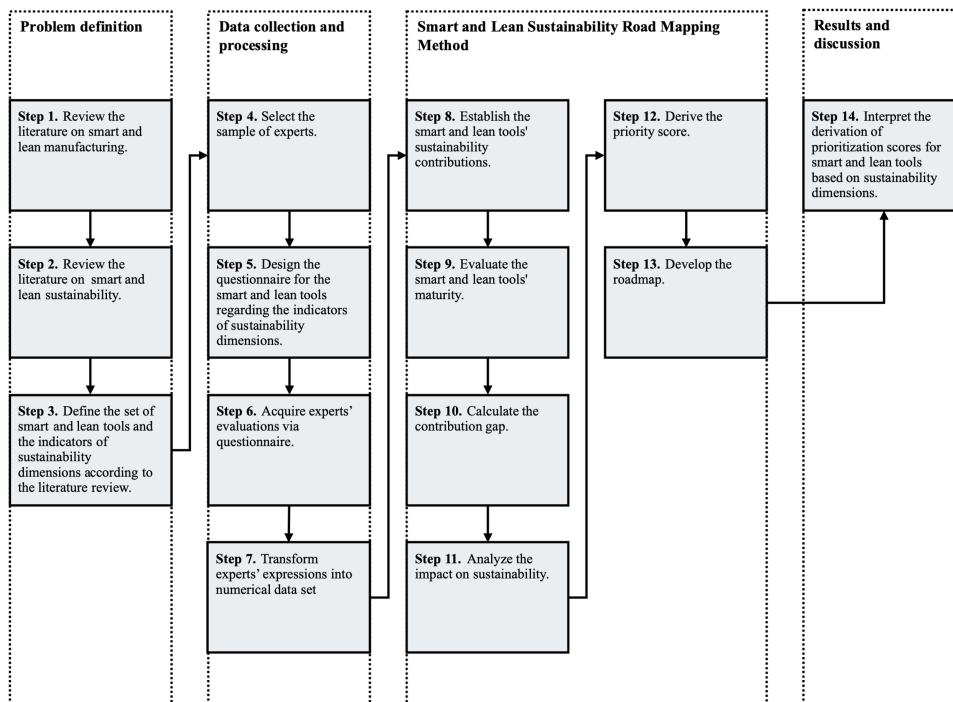 Problem definition
Step 1. Review the
literature on smart and
lean manufacturing.
Step 2. Review the
literature on smart and
lean sustainability.
Step 3. Define the set of
smart and lean tools and
the indicators of
sustainability
dimensions according to
the literature review.
Data collection and
processing
Step 4. Select the
sample of experts.
Step 5. Design the
questionnaire for the
smart and lean tools
regarding the indicators
of sustainability
dimensions.
Step 6. Acquire experts’
evaluations via
questionnaire.
Step 7. Transform
experts’ expressions into
numerical data set
Smart and Lean Sustainability Road Mapping
Method
Step 8. Establish the
smart and lean tools'
sustainability
contributions.
Step 9. Evaluate the
smart and lean tools'
maturity.
Step 10. Calculate the
contribution gap.
Step 11. Analyze the
impact on sustainability.
Step 12. Derive the
priority score.
Step 13. Develop the
roadmap.
Results and
discussion
Step 14. Interpret the
derivation of
prioritization scores for
smart and lean tools
based on sustainability
dimensions.